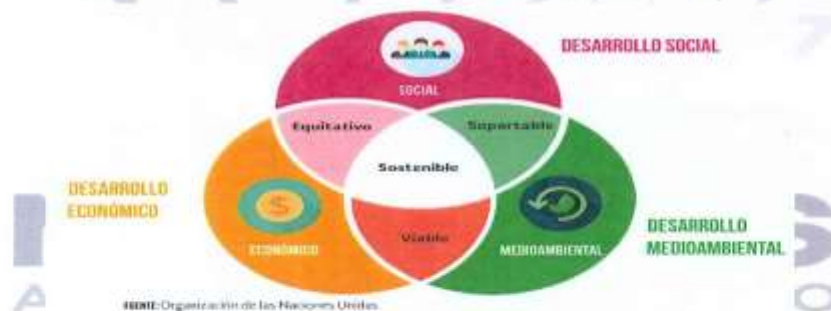 DESARROLLO SOCIAL
SOCIAL
Equitativo
Soportable
Sostenible
DESARROLLO
ECONÓMICO
$
ECONÓMICO
Viable
MEDIOAMBIENTAL
DESARROLLO
MEDIOAMBIENTAL
FUENTE: Organización de las Naciones Unidas